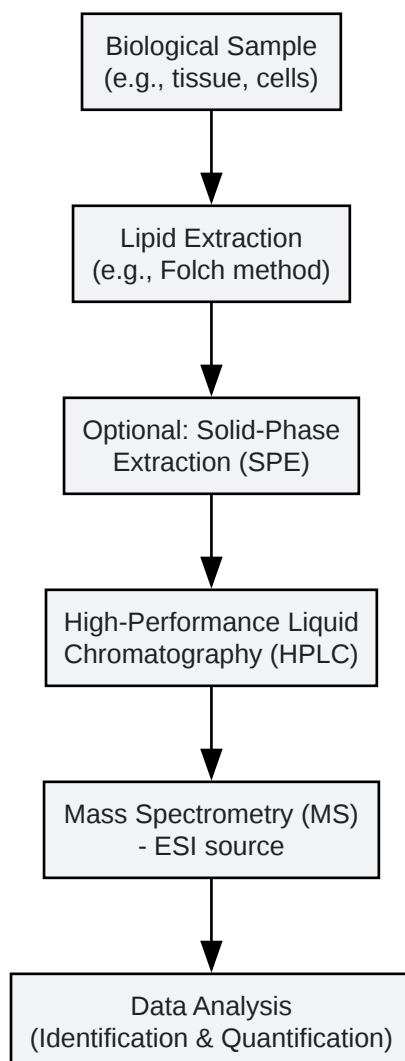 Biological Sample
(e.g., tissue, cells)
Lipid Extraction
(e.g., Folch method)
Optional: Solid-Phase
Extraction (SPE)
High-Performance Liquid
Chromatography (HPLC)
Mass Spectrometry (MS)
- ESI source
Data Analysis
(Identification & Quantification)